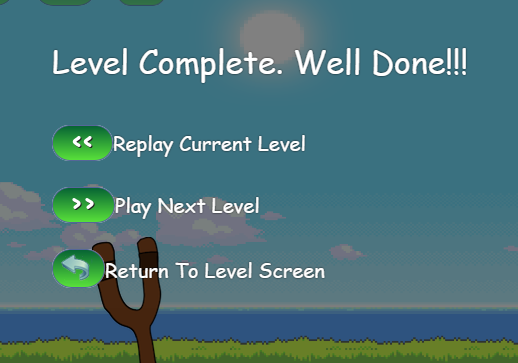 Level Complete. Well Done!!!
<< Replay Current Level
>> Play Next Level
Return To Level Screen